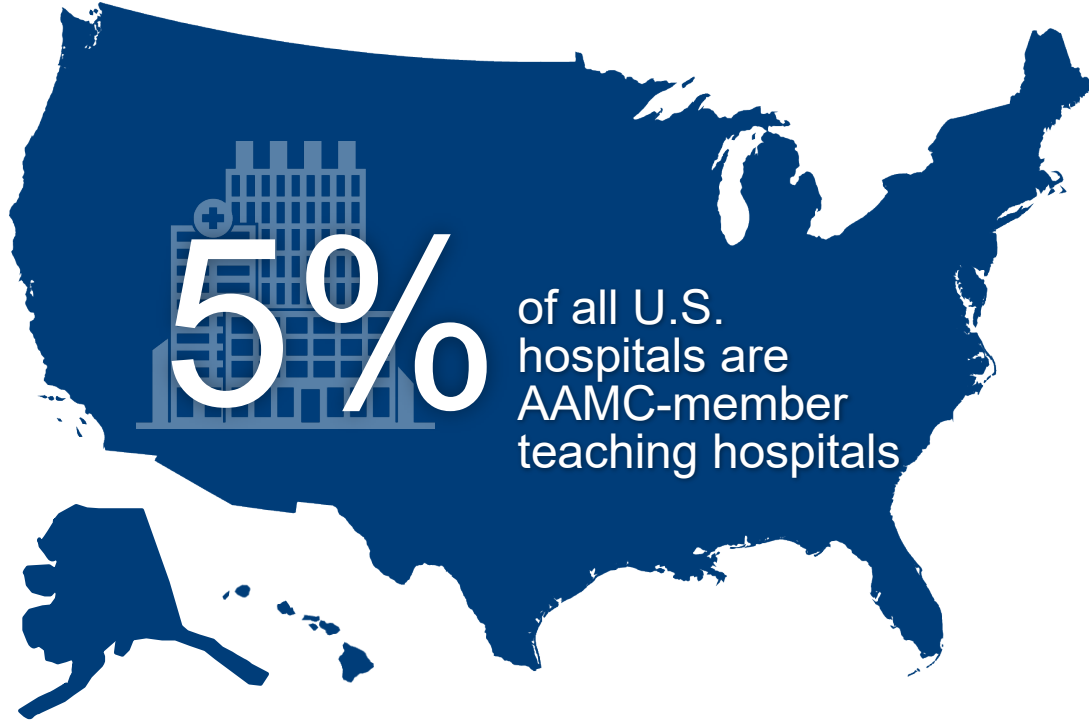 5%
of all U.S.
hospitals are
AAMC-member
teaching hospitals